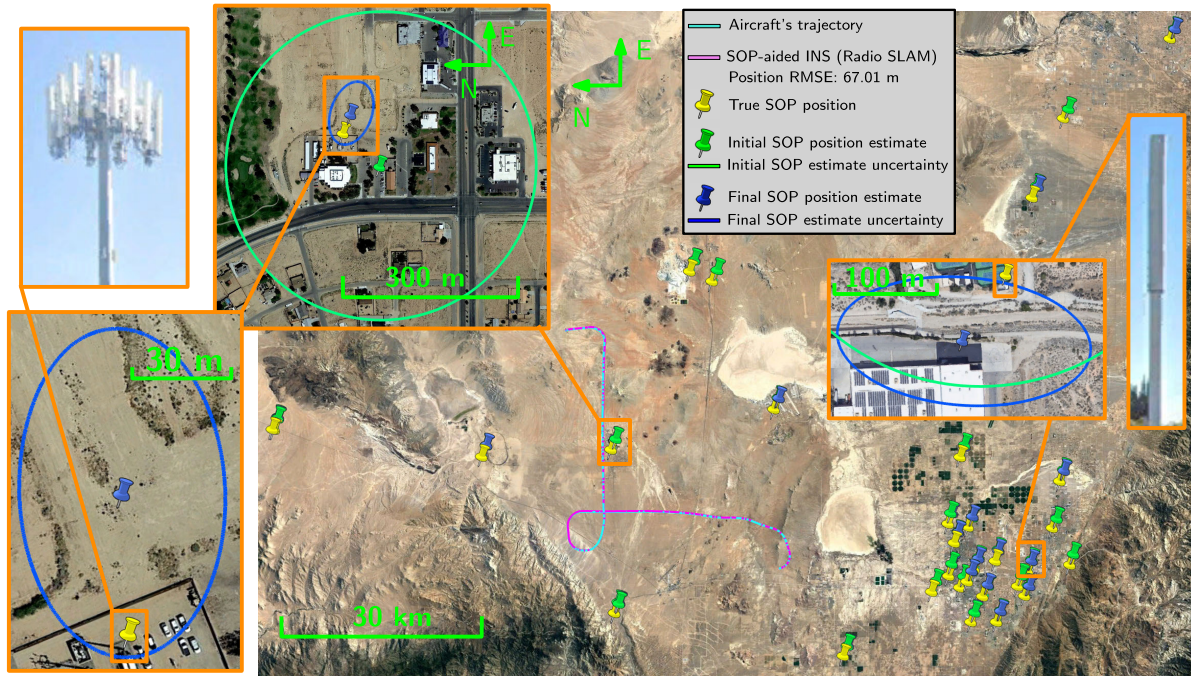 E
N
300 m
E
N
Aircraft's trajectory
SOP-aided INS (Radio SLAM)
Position RMSE: 67.01 m
True SOP position
Initial SOP position estimate
Initial SOP estimate uncertainty
Final SOP position estimate
Final SOP estimate uncertainty
100 m
30 m
30 km